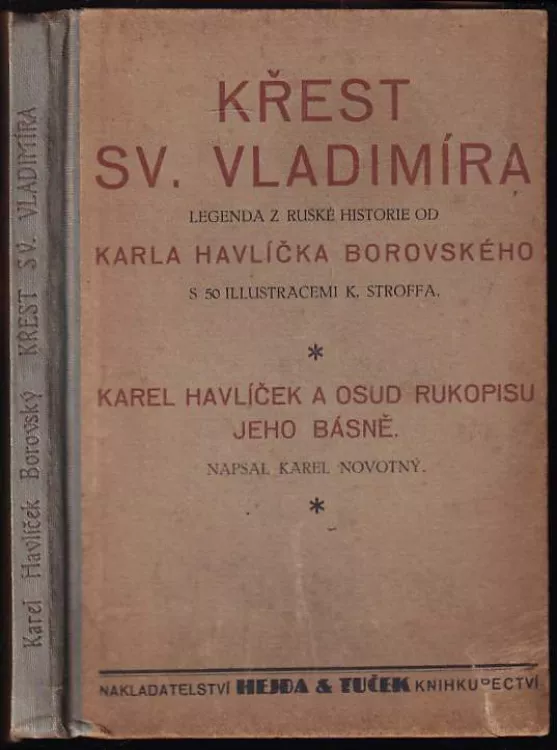 Karel Havlíček Borovský KŘEST SV. VLADIMÍRA
KŘEST
SV. VLADIMÍRA
LEGENDA Z RUSKÉ HISTORIE OD
KARLA HAVLÍČKA BOROVSKÉHO
S 50 ILLUSTRACEMI K. STROFFA.
*
KAREL HAVLÍČEK A OSUD RUKOPISU
JEHO BÁSNĚ.
NAPSAL KAREL NOVOTNÝ.
*
NAKLADATELSTVÍ HEJDA & TUČEK KNIHKUPECTVÍ